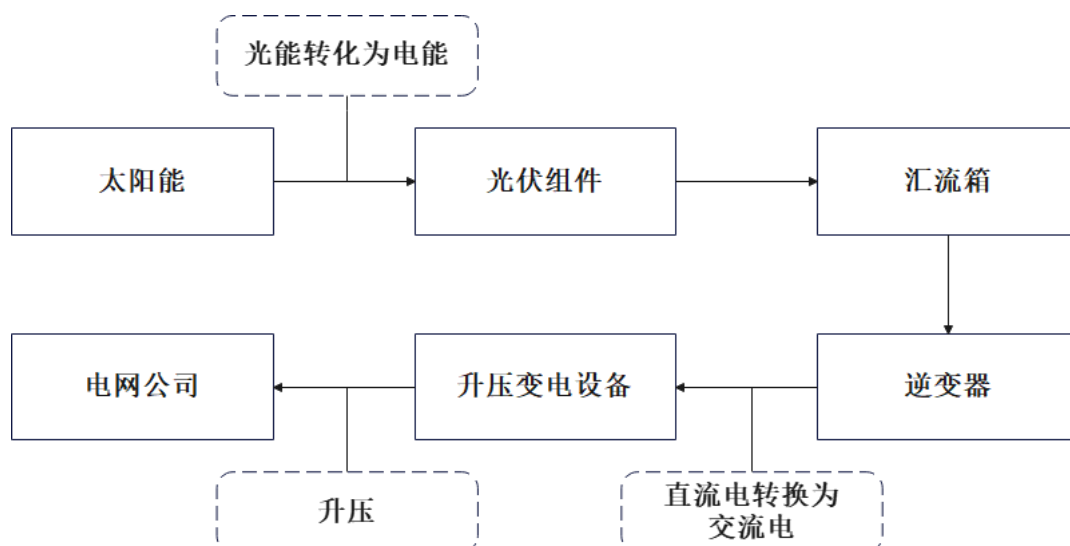 光能转化为电能
太阳能
光伏组件
汇流箱
电网公司
升压变电设备
逆变器
升压
直流电转换为
交流电